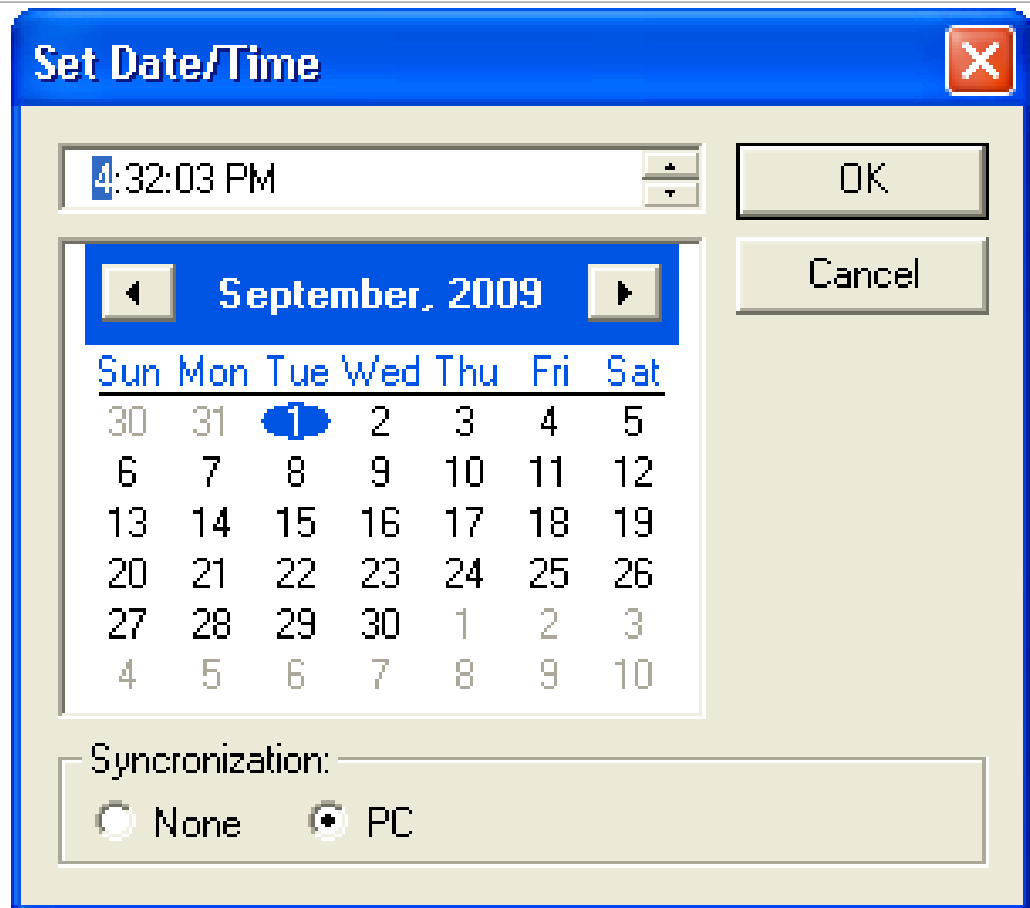 Set Date/Time
4:32:03 PM
OK
Cancel
September, 2009
Sun Mon Tue Wed Thu Fri Sat
30 31 1 2 3 4 5
6 7 8 9 10 11 12
13 14 15 16 17 18 19
20 21 22 23 24 25 26
27 28 29 30 1 2 3
4 5 6 7 8 9 10
Syncronization:
None PC